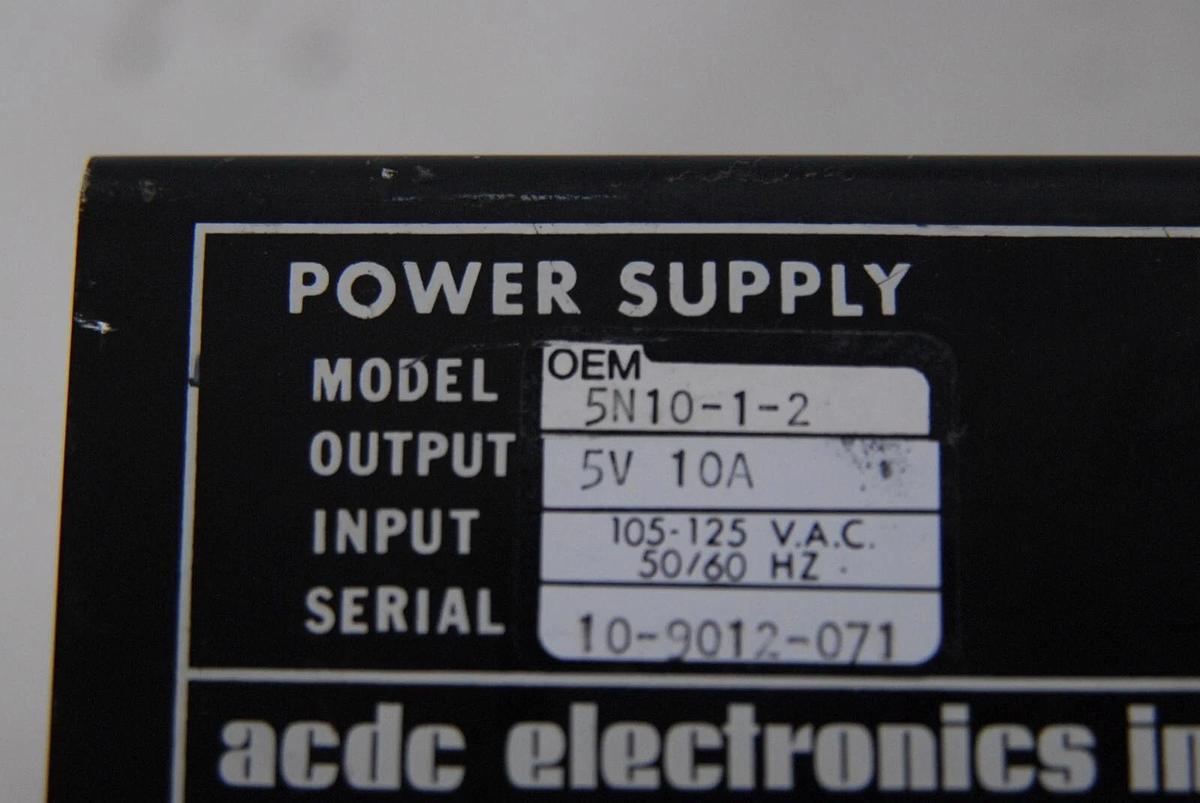 POWER SUPPLY
MODEL OEM 5N10-1-2
OUTPUT 5V 10A
INPUT 105-125 V.A.C.
50/60 HZ
SERIAL 10-9012-071
acdc electronics in